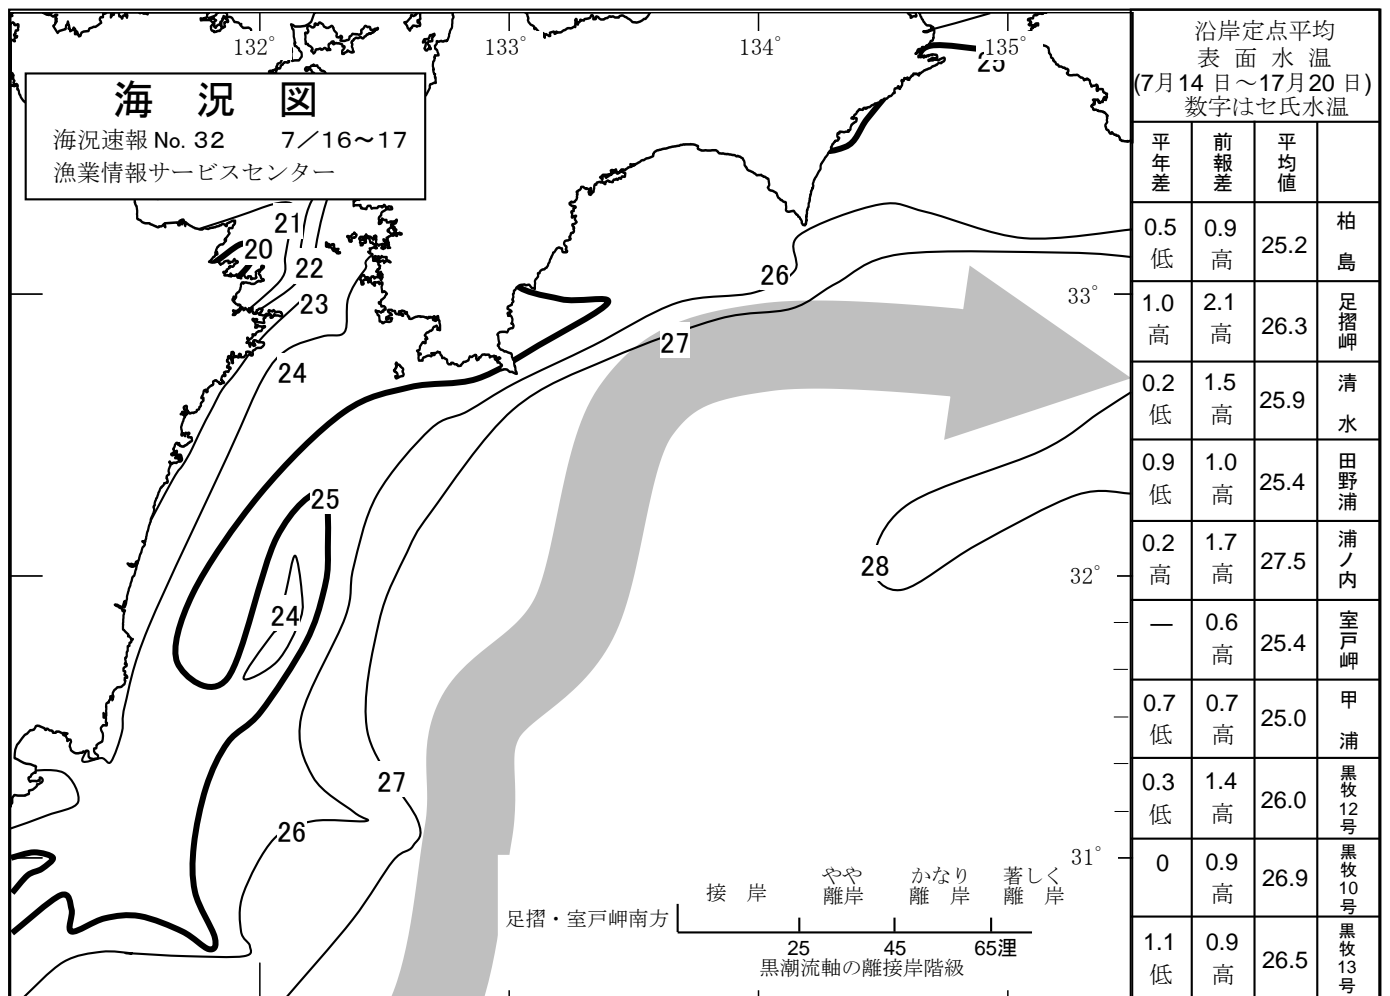 132°
133°
134°
135°
海 況 図
海況速報 No. 32 7／16～17
漁業情報サービスセンター
25
21
20
22
23
24
26
27
33°
25
24
28
32°
27
26
31°
接 岸
やや
離岸
かなり
離 岸
著しく
離 岸
足摺・室戸岬南方
25 45 65浬
黒潮流軸の離接岸階級
沿岸定点平均
表 面 水 温
(7月14 日～17月20 日)
数字はセ氏水温
平年差 前報差 平均値
0.5低 0.9高 25.2 柏島
1.0高 2.1高 26.3 足摺岬
0.2低 1.5高 25.9 清水
0.9低 1.0高 25.4 田野浦
0.2高 1.7高 27.5 浦ノ内
― 0.6高 25.4 室戸岬
0.7低 0.7高 25.0 甲浦
0.3低 1.4高 26.0 黒牧12号
0 0.9高 26.9 黒牧10号
1.1低 0.9高 26.5 黒牧13号